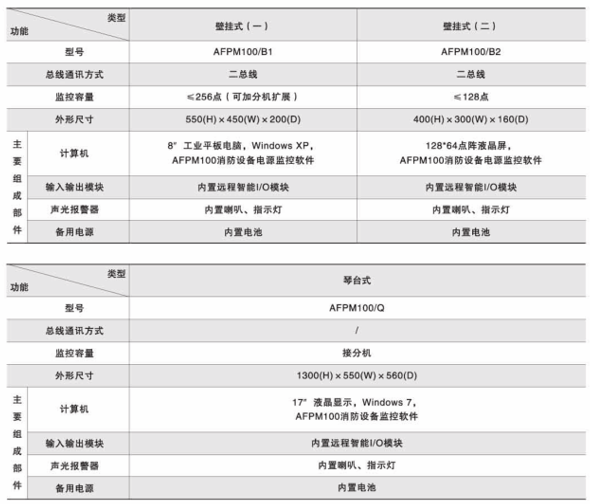 类型
功能
壁挂式（一）
壁挂式（二）
型号
AFPM100/B1
AFPM100/B2
总线通讯方式
二总线
二总线
监控容量
≤256点（可加分机扩展）
≤128点
外形尺寸
550(H)×450(W)×200(D)
400(H)×300(W)×160(D)
主要组成部件
计算机
8"工业平板电脑，Windows XP，
AFPM100消防设备电源监控软件
128*64点阵液晶屏，
AFPM100消防设备电源监控软件
输入输出模块
内置远程智能I/O模块
内置远程智能I/O模块
声光报警器
内置喇叭、指示灯
内置喇叭、指示灯
备用电源
内置电池
内置电池
类型
功能
琴台式
型号
AFPM100/Q
总线通讯方式
/
监控容量
接分机
外形尺寸
1300(H)×550(W)×560(D)
主要组成部件
计算机
17"液晶显示，Windows 7，
AFPM100消防设备监控软件
输入输出模块
内置远程智能I/O模块
声光报警器
内置喇叭、指示灯
备用电源
内置电池